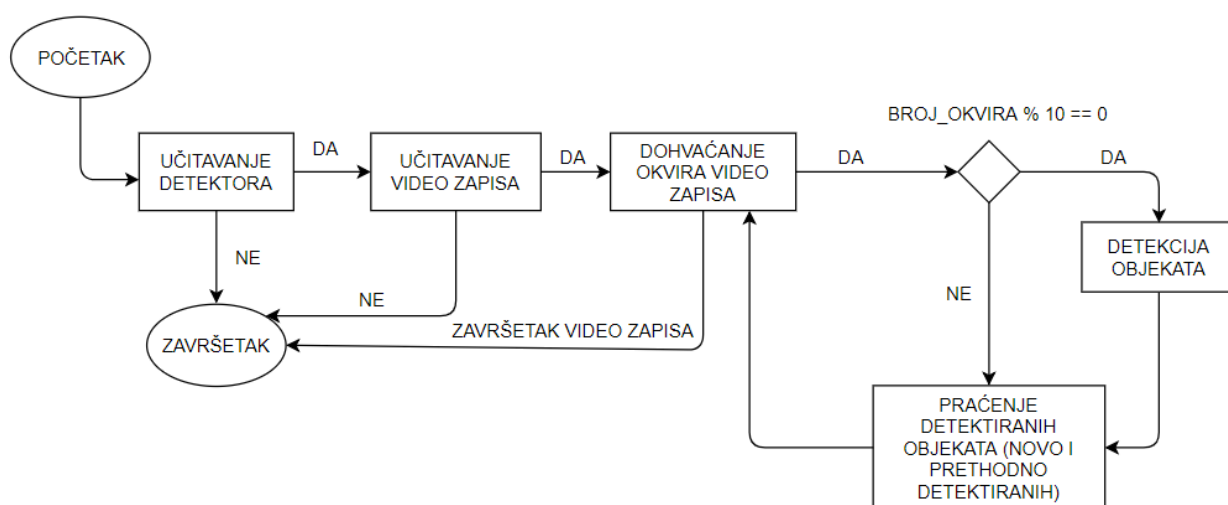 POČETAK
BROJ_OKVIRA % 10 == 0
UČITAVANJE
DETEKTORA
DA
UČITAVANJE
VIDEO ZAPISA
DA
DOHVAĆANJE
OKVIRA VIDEO
ZAPISA
DA
DA
DETEKCIJA
OBJEKATA
NE
NE
NE
ZAVRŠETAK VIDEO ZAPISA
ZAVRŠETAK
PRAĆENJE
DETEKTIRANIH
OBJEKATA (NOVO I
PRETHODNO
DETEKTIRANIH)